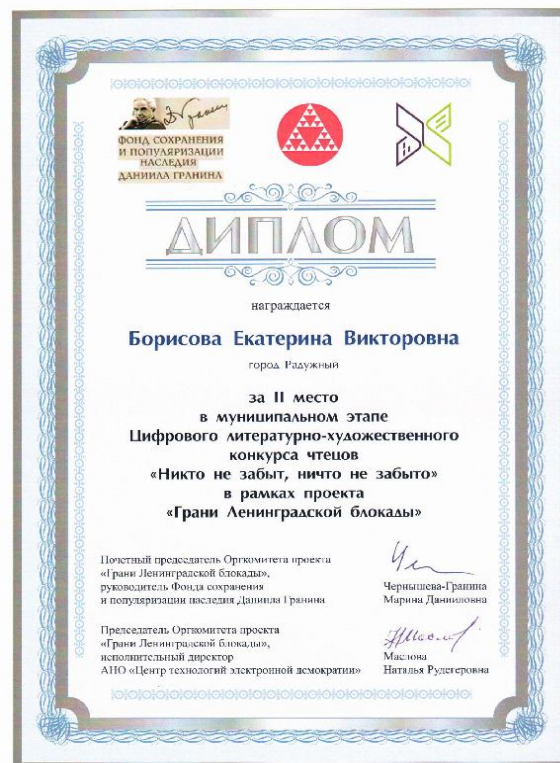 ФОНД СОХРАНЕНИЯ
И ПОПУЛЯРИЗАЦИИ
НАСЛЕДИЯ
ДАНИИЛА ГРАНИНА
ДИПЛОМ
награждается
Борисова Екатерина Викторовна
город Радужный
за II место
в муниципальном этапе
Цифрового литературно-художественного
конкурса чтецов
«Никто не забыт, ничто не забыто»
в рамках проекта
«Грани Ленинградской блокады»
Почетный председатель Оргкомитета проекта
«Грани Ленинградской блокады»,
руководитель Фонда сохранения
и популяризации наследия Даниила Гранина
Чернышева-Гранина
Марина Данииловна
Председатель Оргкомитета проекта
«Грани Ленинградской блокады»,
исполнительный директор
АНО «Центр технологий электронной демократии»
Маслова
Наталья Рудегеровна